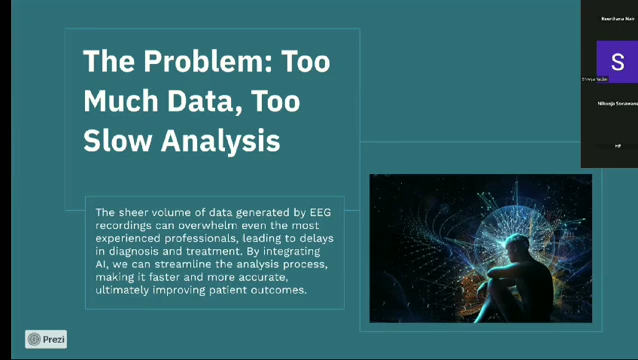 The Problem: Too
Much Data, Too
Slow Analysis
The sheer volume of data generated by EEG
recordings can overwhelm even the most
experienced professionals, leading to delays
in diagnosis and treatment. By integrating
AI, we can streamline the analysis process,
making it faster and more accurate,
ultimately improving patient outcomes.
Prezi
S